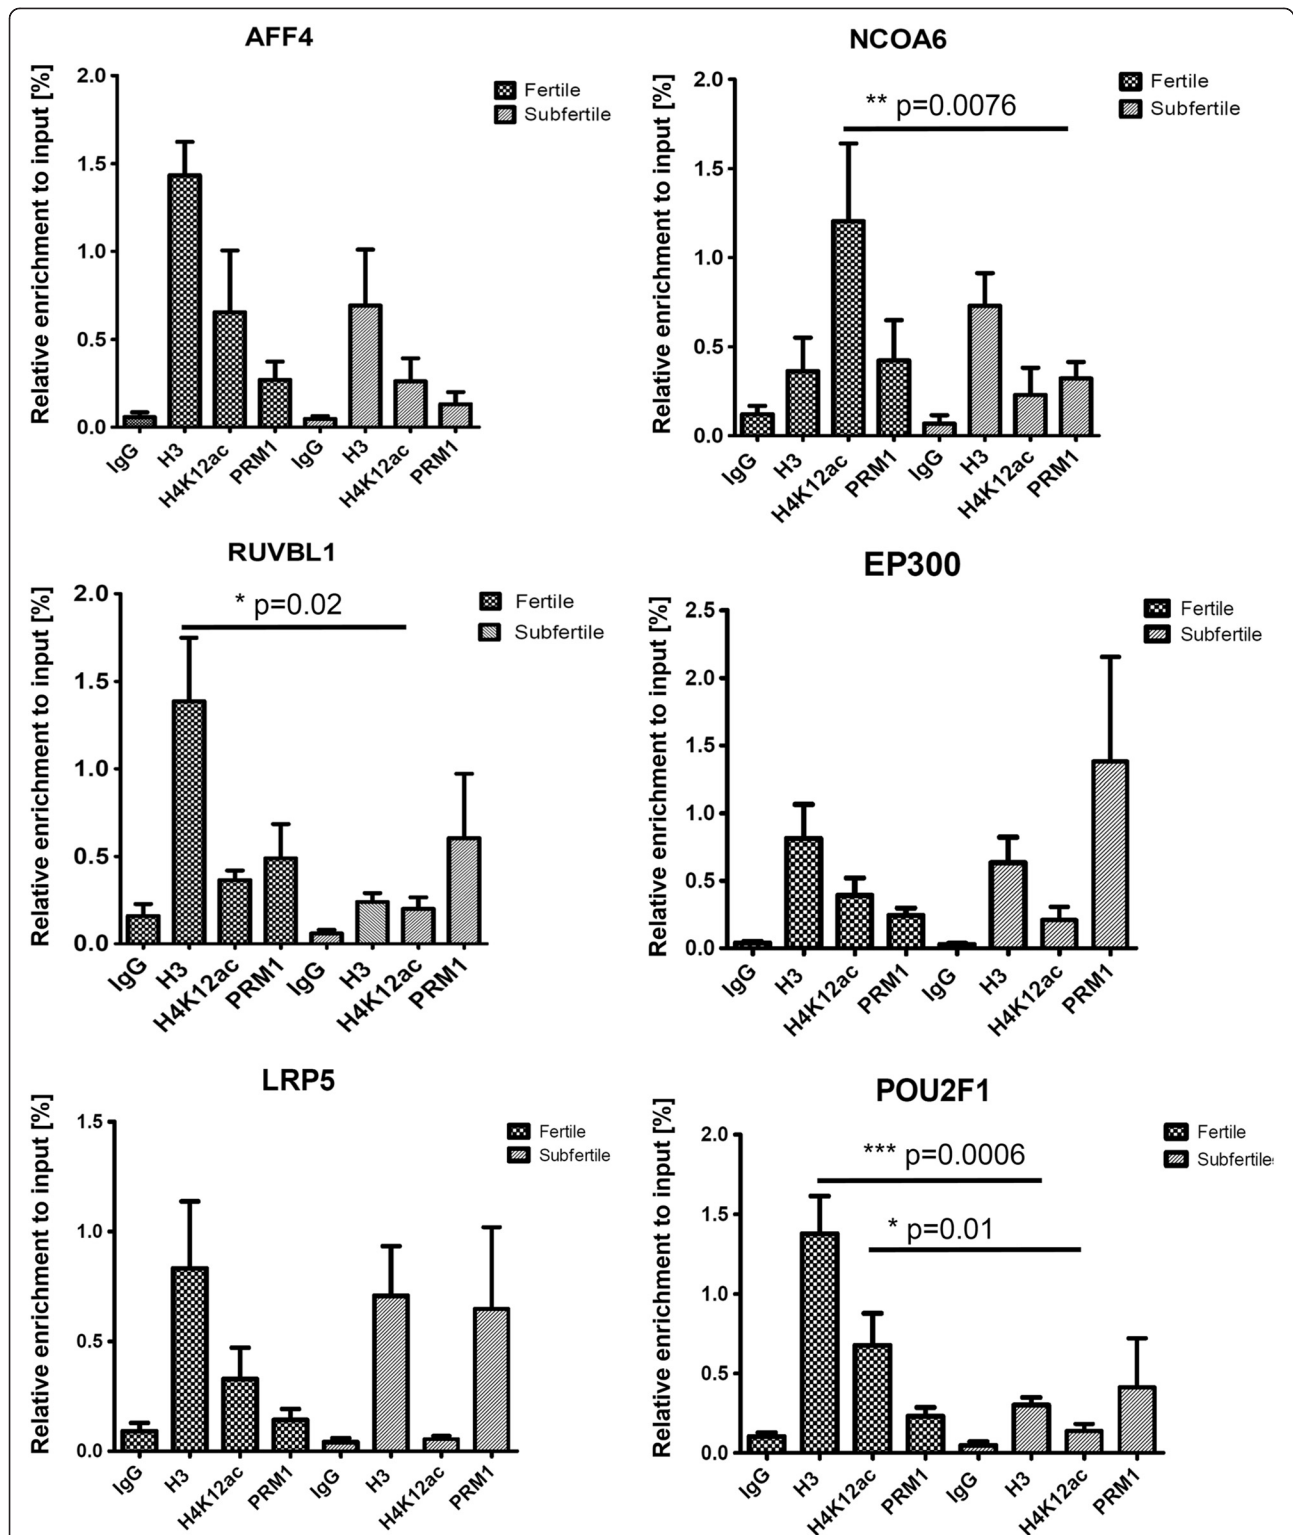 AFF4
Relative enrichment to input [%]
2.0
1.5
1.0
0.5
0.0
Fertile
Subfertile
IgG H3 H4K12ac PRM1 IgG H3 H4K12ac PRM1
NCOA6
Relative enrichment to input [%]
2.0
1.5
1.0
0.5
0.0
** p=0.0076
Fertile
Subfertile
IgG H3 H4K12ac PRM1 IgG H3 H4K12ac PRM1
RUVBL1
Relative enrichment to input [%]
2.0
1.5
1.0
0.5
0.0
* p=0.02
Fertile
Subfertile
IgG H3 H4K12ac PRM1 IgG H3 H4K12ac PRM1
EP300
Relative enrichment to input [%]
2.5
2.0
1.5
1.0
0.5
0.0
Fertile
Subfertile
IgG H3 H4K12ac PRM1 IgG H3 H4K12ac PRM1
LRP5
Relative enrichment to input [%]
1.5
1.0
0.5
0.0
Fertile
Subfertile
IgG H3 H4K12ac PRM1 IgG H3 H4K12ac PRM1
POU2F1
Relative enrichment to input [%]
2.0
1.5
1.0
0.5
0.0
*** p=0.0006
* p=0.01
Fertile
Subfertile
IgG H3 H4K12ac PRM1 IgG H3 H4K12ac PRM1